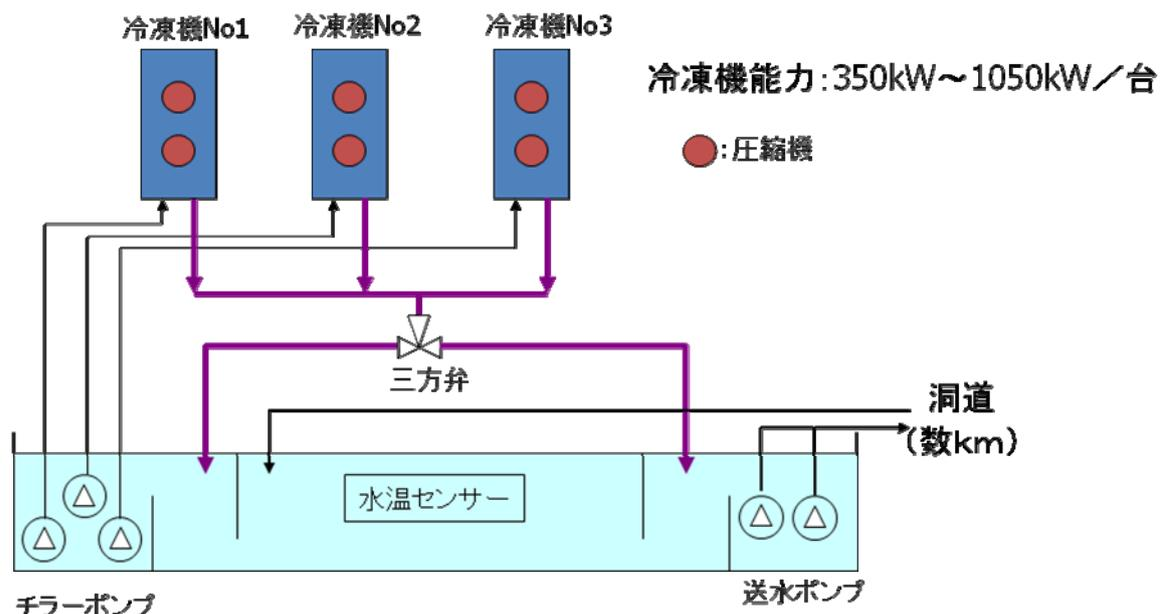 冷凍機No1
冷凍機No2
冷凍機No3
冷凍機能力:350kW～1050kW／台
:圧縮機
三方弁
洞道
(数km)
水温センサー
チラーポンプ
送水ポンプ